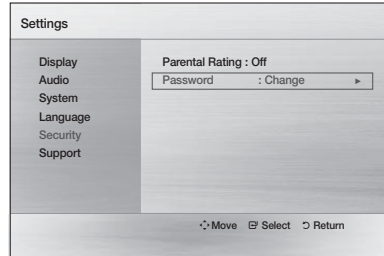 Settings
Display
Audio
System
Language
Security
Support
Parental Rating : Off
Password : Change ►
Move Select Return